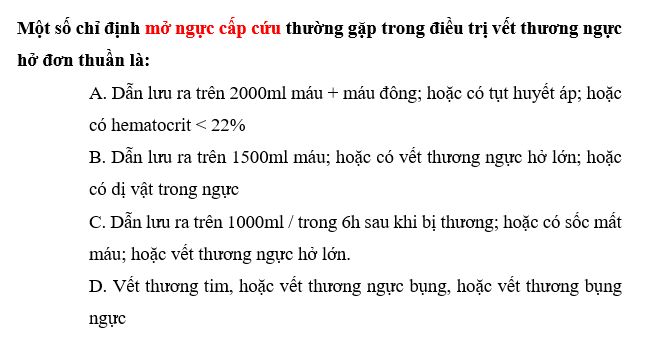 Một số chỉ định mở ngực cấp cứu thường gặp trong điều trị vết thương ngực
hở đơn thuần là:
A. Dẫn lưu ra trên 2000ml máu + máu đông; hoặc có tụt huyết áp; hoặc
có hematocrit < 22%
B. Dẫn lưu ra trên 1500ml máu; hoặc có vết thương ngực hở lớn; hoặc
có dị vật trong ngực
C. Dẫn lưu ra trên 1000ml / trong 6h sau khi bị thương; hoặc có sốc mất
máu; hoặc vết thương ngực hở lớn.
D. Vết thương tim, hoặc vết thương ngực bụng, hoặc vết thương bụng
ngực